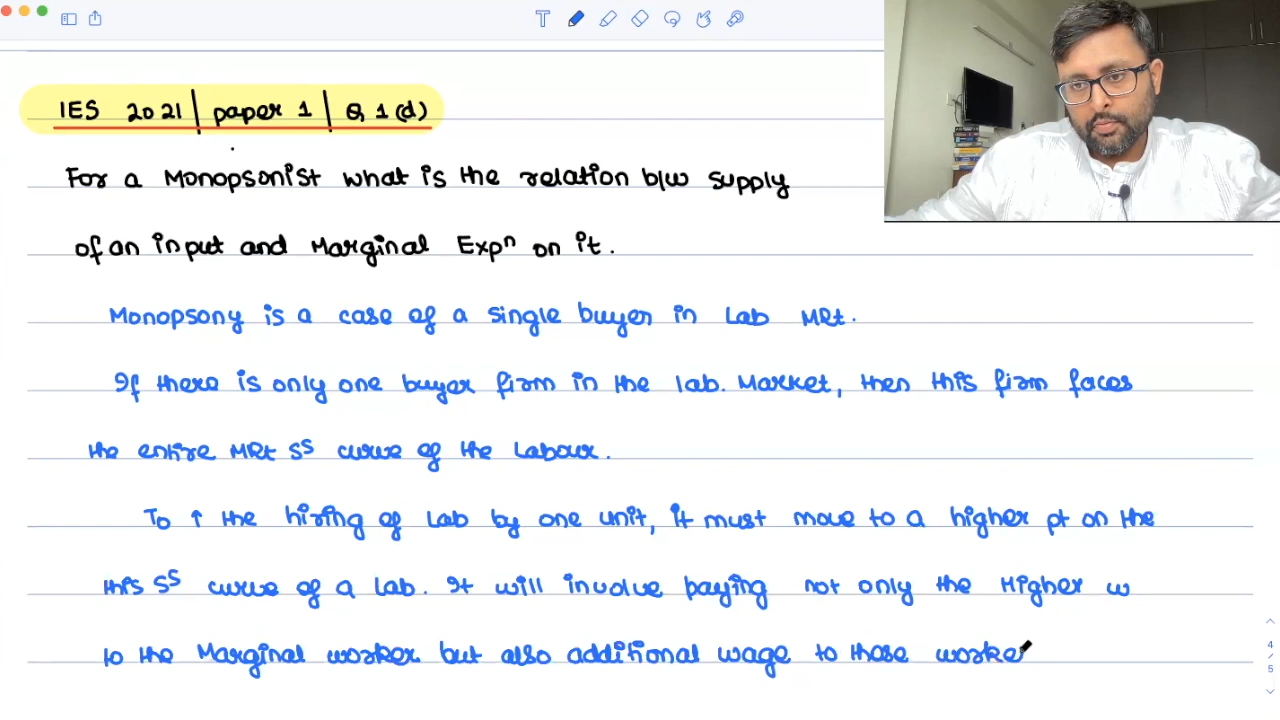 IES 2021 | paper 1 | Q 1 (d)
For a Monopsonist what is the relation b/w supply
of an input and Marginal Expⁿ on it.
Monopsony is a case of a single buyer in Lab MRt.
If there is only one buyer firm in the lab. Market, then this firm faces
the entire MRt Sˢ curve of the Labour.
To ↑ the hiring of Lab by one unit, it must move to a higher pt on the
this Sˢ curve of a lab. It will involve paying not only the Higher w
to the Marginal worker but also additional wage to those worke
4
/
5